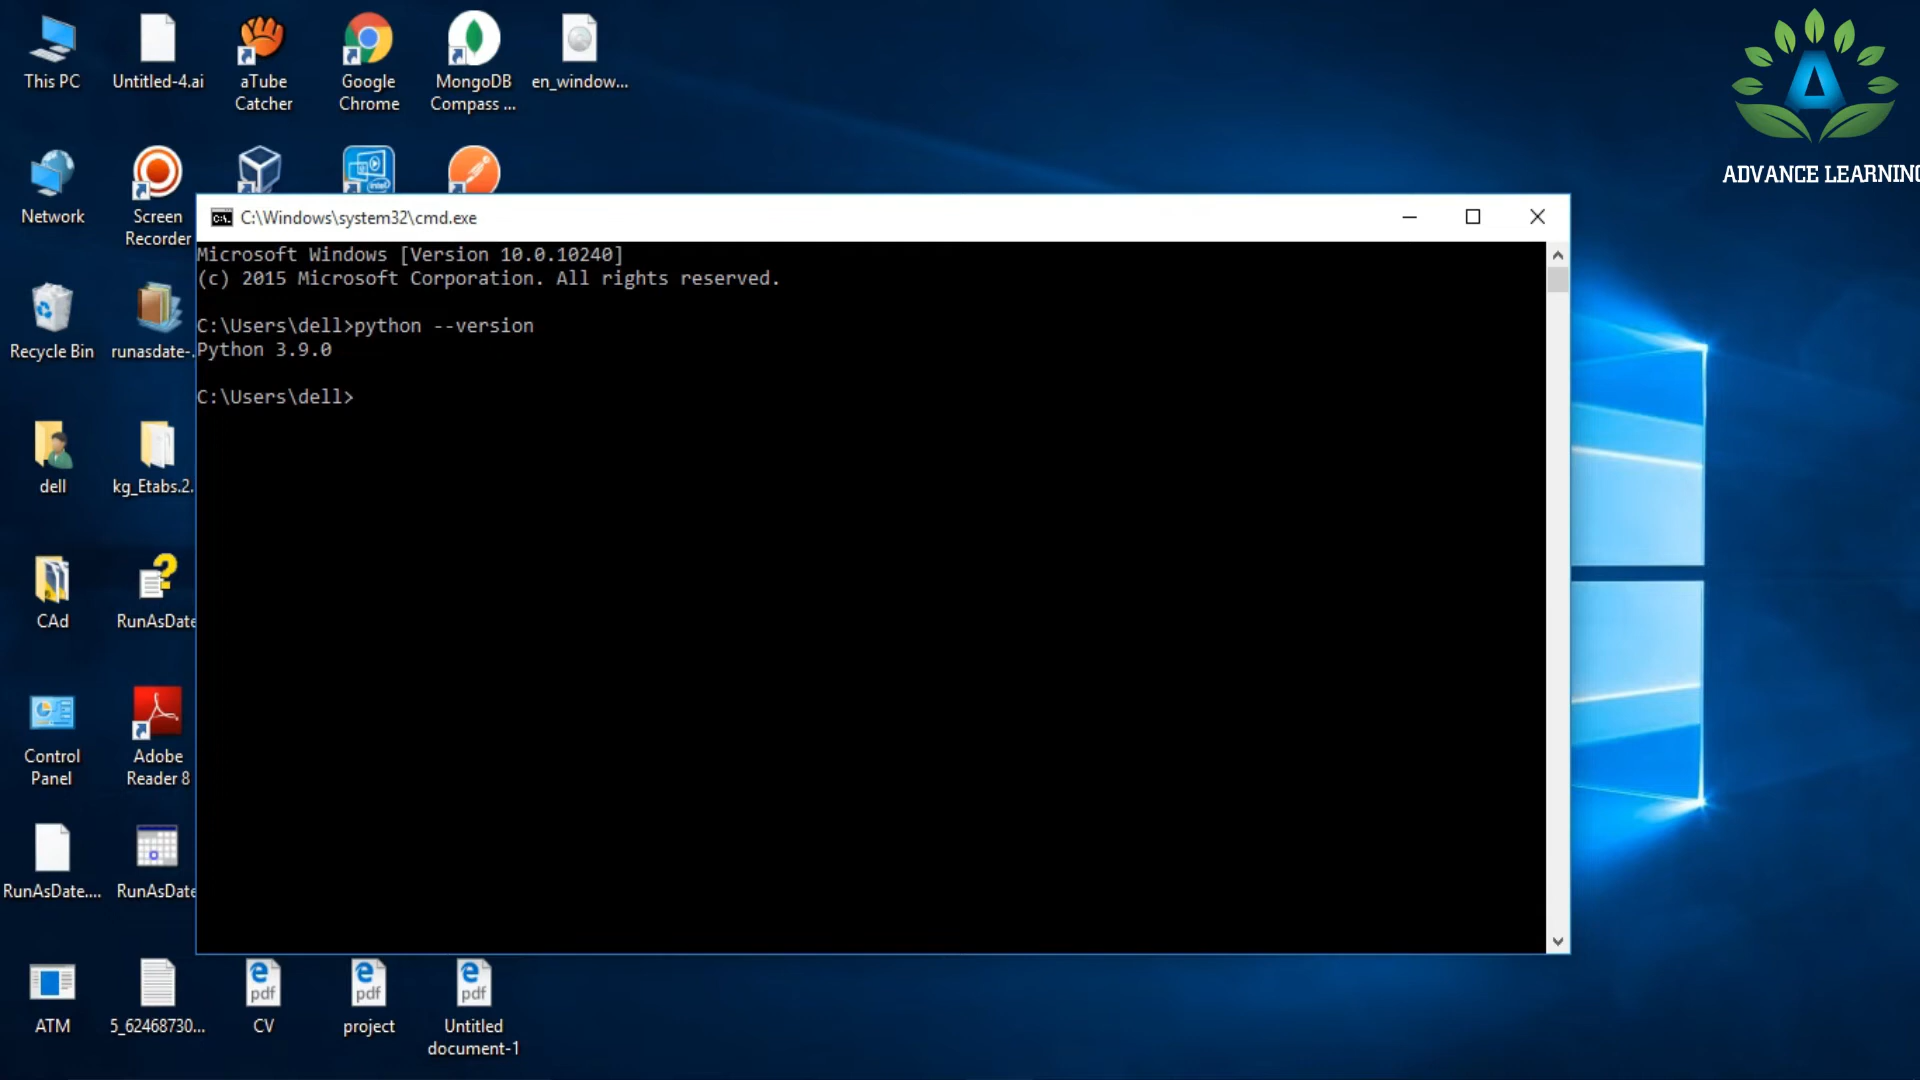 This PC
Untitled-4.ai
aTube
Catcher
Google
Chrome
MongoDB
Compass ...
en_window...
ADVANCE LEARNING
Network
Screen
Recorder
C:\Windows\system32\cmd.exe
Microsoft Windows [Version 10.0.10240]
(c) 2015 Microsoft Corporation. All rights reserved.
C:\Users\dell>python --version
Python 3.9.0
C:\Users\dell>
Recycle Bin
runasdate-
dell
kg_Etabs.2.
CAd
RunAsDate
Control
Panel
Adobe
Reader 8
RunAsDate....
RunAsDate
ATM
5_62468730...
pdf
CV
pdf
project
pdf
Untitled
document-1